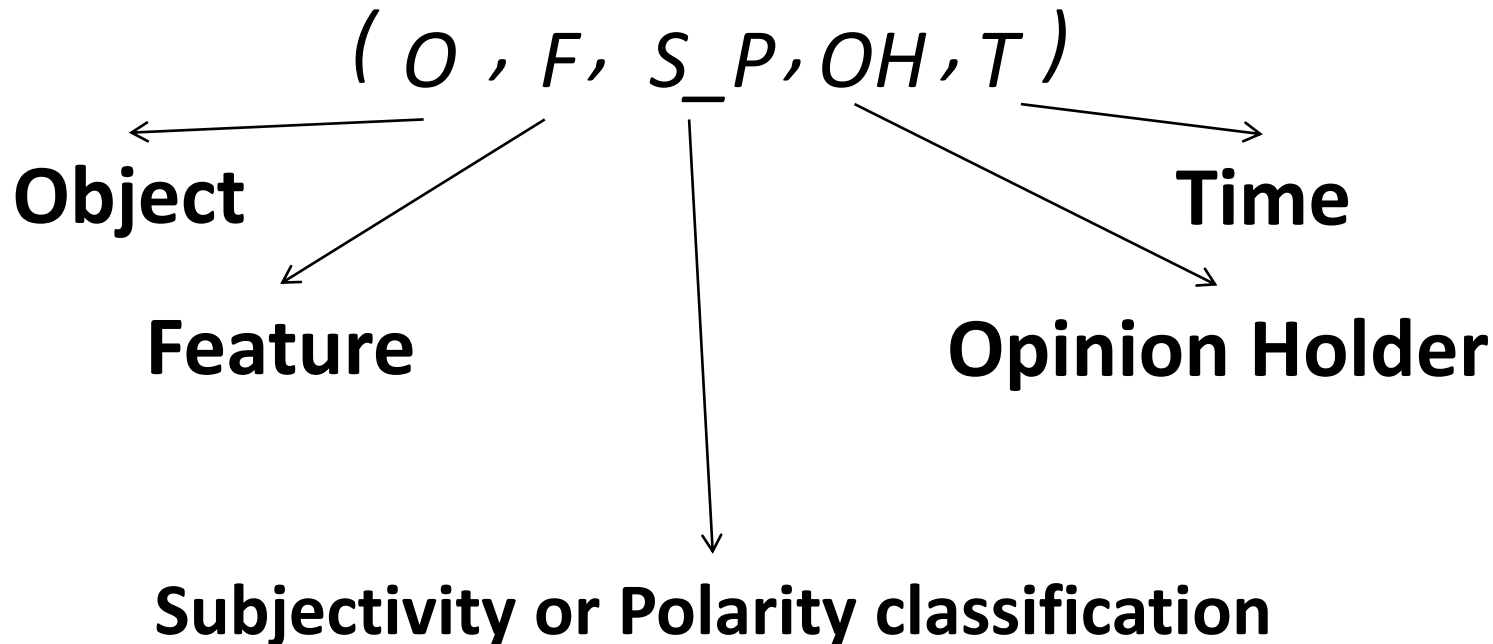 ( O , F, S_P, OH, T )
Object
Time
Feature
Opinion Holder
Subjectivity or Polarity classification